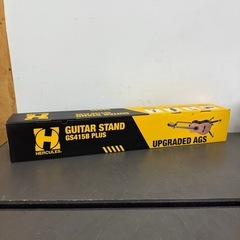 HERCULES
GUITAR STAND
GS415B PLUS
UPGRADED AGS